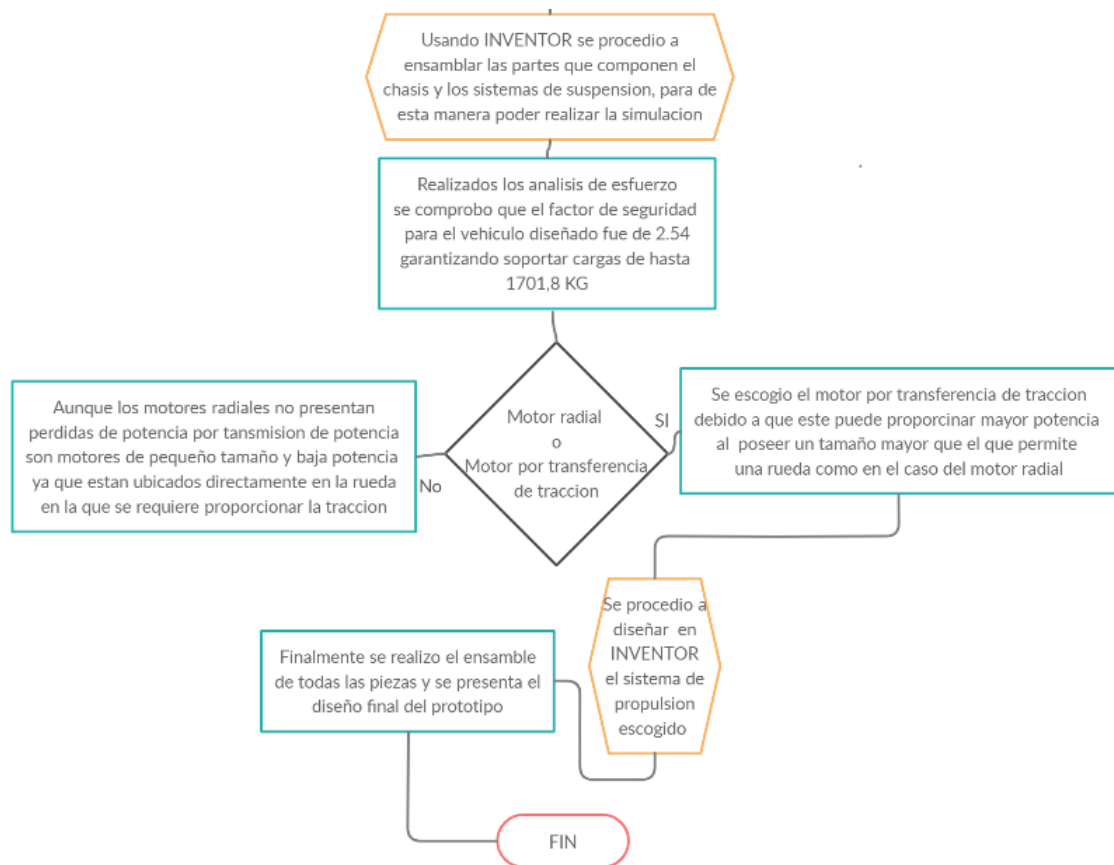 Usando INVENTOR se procedio a
ensamblar las partes que componen el
chasis y los sistemas de suspension, para de
esta manera poder realizar la simulacion
Realizados los analisis de esfuerzo
se comprobo que el factor de seguridad
para el vehiculo diseñado fue de 2.54
garantizando soportar cargas de hasta
1701,8 KG
Motor radial
o
Motor por transferencia
de traccion
No
Aunque los motores radiales no presentan
perdidas de potencia por tansmision de potencia
son motores de pequeño tamaño y baja potencia
ya que estan ubicados directamente en la rueda
en la que se requiere proporcionar la traccion
SI
Se escogio el motor por transferencia de traccion
debido a que este puede proporcinar mayor potencia
al poseer un tamaño mayor que el que permite
una rueda como en el caso del motor radial
Se procedio a
diseñar en
INVENTOR
el sistema de
propulsion
escogido
Finalmente se realizo el ensamble
de todas las piezas y se presenta el
diseño final del prototipo
FIN